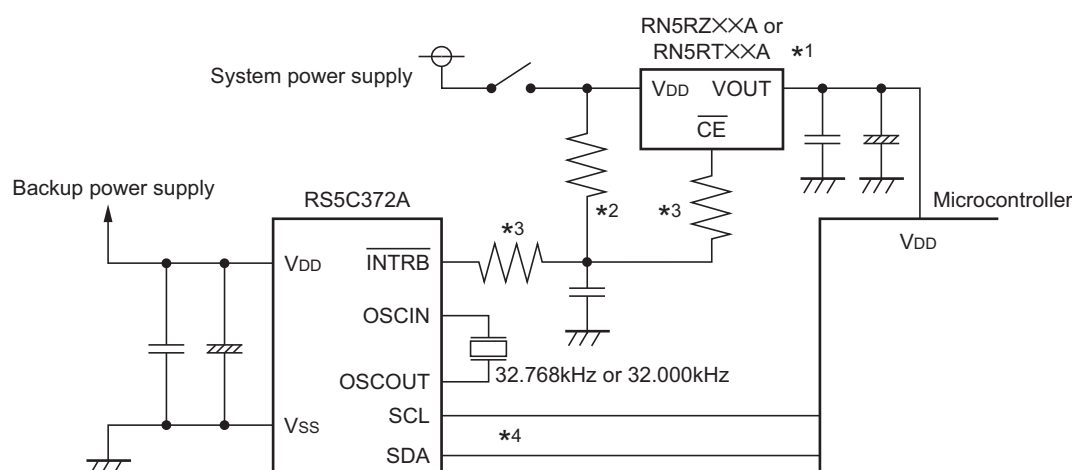 RN5RZ××A or
RN5RT××A *1
System power supply
VDD VOUT
CE
Backup power supply
RS5C372A
*2
*3
Microcontroller
*3
VDD
VDD
INTRB
OSCIN
OSCOUT
32.768kHz or 32.000kHz
SCL
VSS
*4
SDA